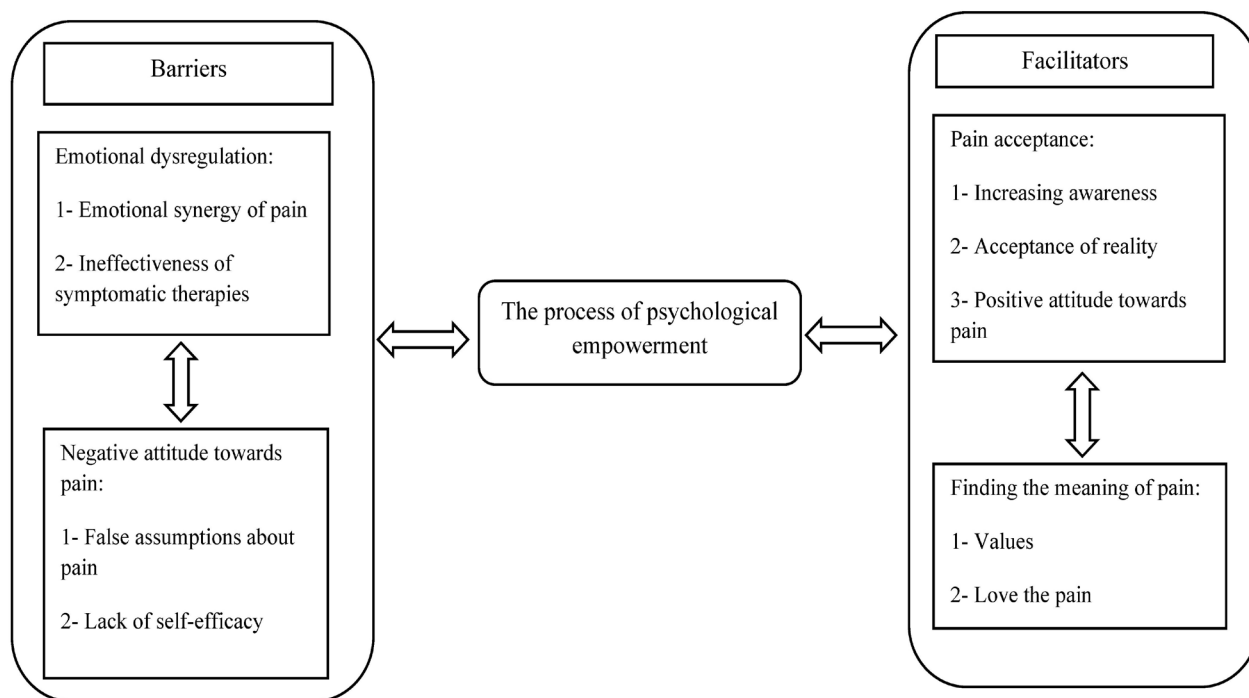 Barriers
Emotional dysregulation:
1- Emotional synergy of pain
2- Ineffectiveness of
symptomatic therapies
Negative attitude towards
pain:
1- False assumptions about
pain
2- Lack of self-efficacy
The process of psychological
empowerment
Facilitators
Pain acceptance:
1- Increasing awareness
2- Acceptance of reality
3- Positive attitude towards
pain
Finding the meaning of pain:
1- Values
2- Love the pain